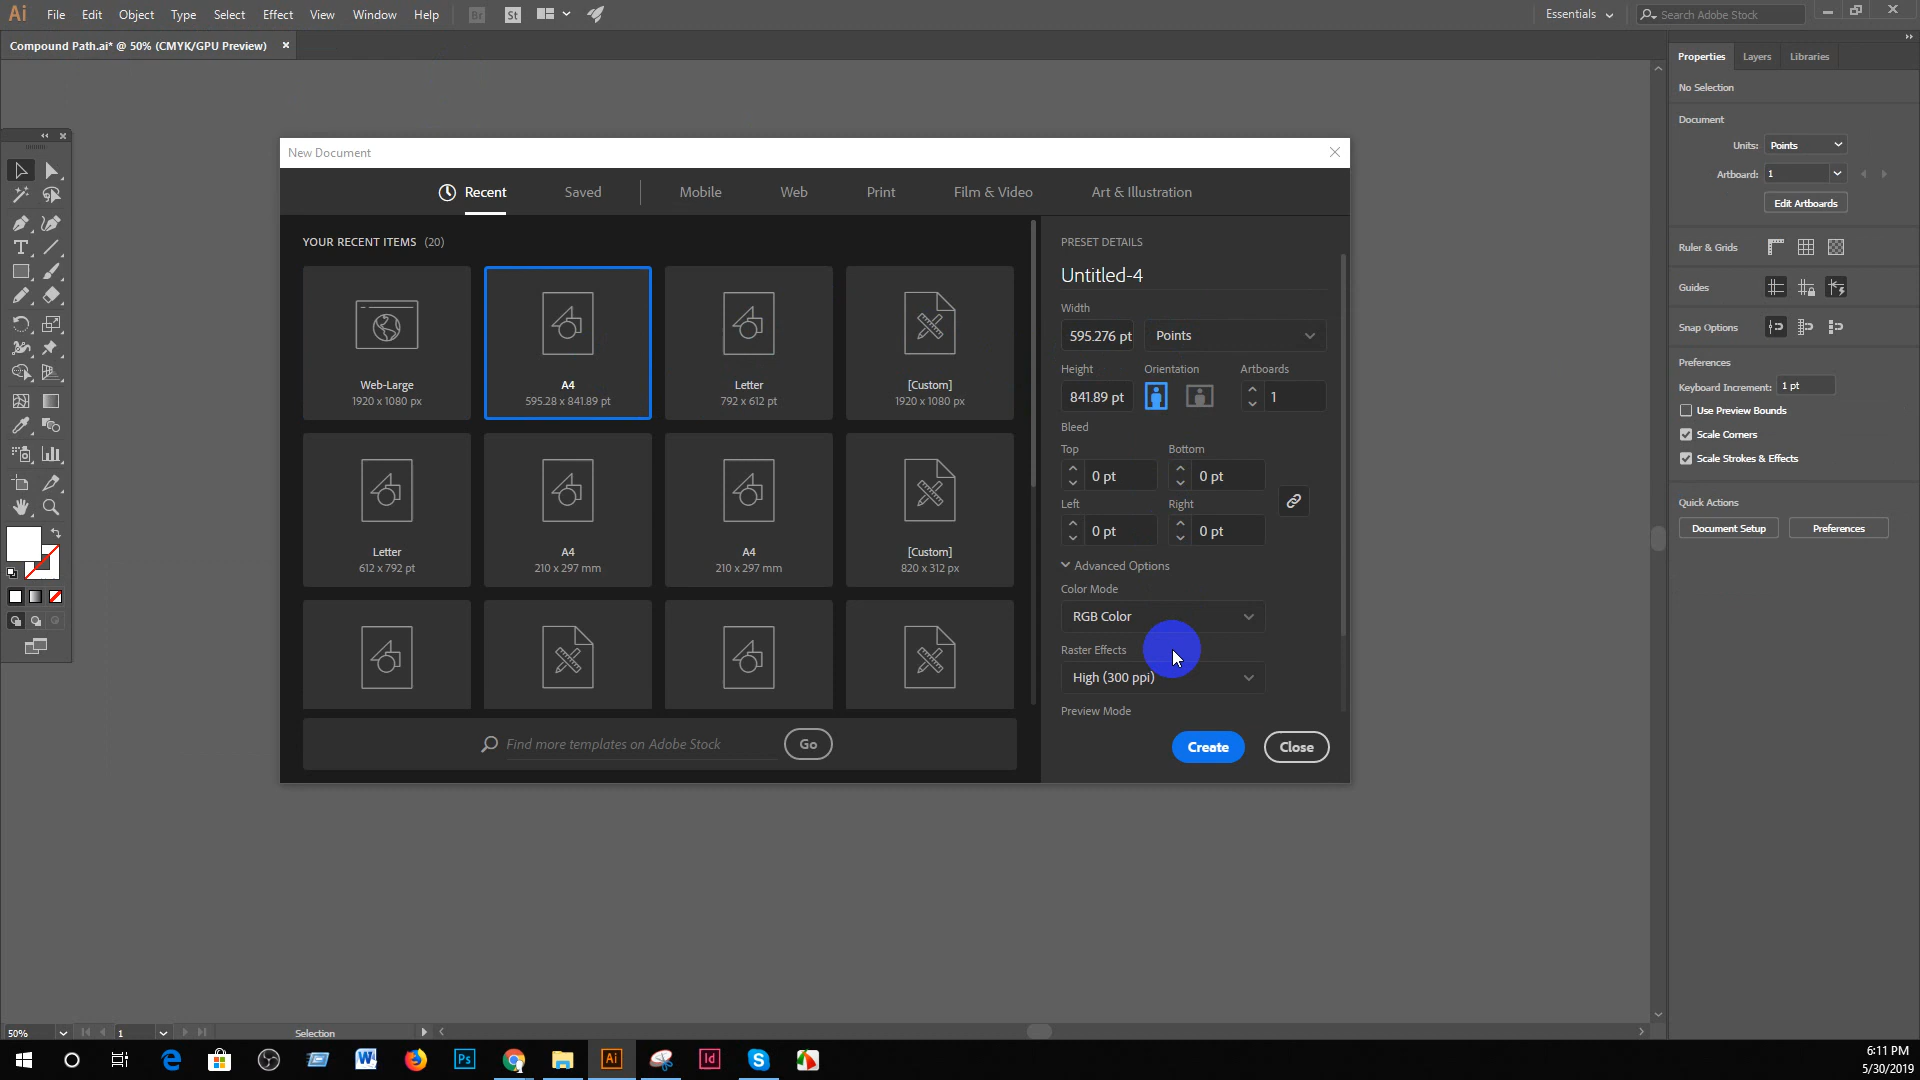 Ai File Edit Object Type Select Effect View Window Help Br St Essentials Search Adobe Stock
Compound Path.ai* @ 50% (CMYK/GPU Preview)
Properties Layers Libraries
No Selection
Document
Units: Points
Artboard: 1
Edit Artboards
Ruler & Grids
Guides
Snap Options
Preferences
Keyboard Increment: 1 pt
Use Preview Bounds
Scale Corners
Scale Strokes & Effects
Quick Actions
Document Setup Preferences
New Document
Recent Saved Mobile Web Print Film & Video Art & Illustration
YOUR RECENT ITEMS (20)
Web-Large
1920 x 1080 px
A4
595.28 x 841.89 pt
Letter
792 x 612 pt
[Custom]
1920 x 1080 px
Letter
612 x 792 pt
A4
210 x 297 mm
A4
210 x 297 mm
[Custom]
820 x 312 px
Find more templates on Adobe Stock Go
PRESET DETAILS
Untitled-4
Width
595.276 pt Points
Height Orientation Artboards
841.89 pt 1
Bleed
Top Bottom
0 pt 0 pt
Left Right
0 pt 0 pt
Advanced Options
Color Mode
RGB Color
Raster Effects
High (300 ppi)
Preview Mode
Create Close
T
50% 1 Selection
W Ps Ai Id S
6:11 PM
5/30/2019